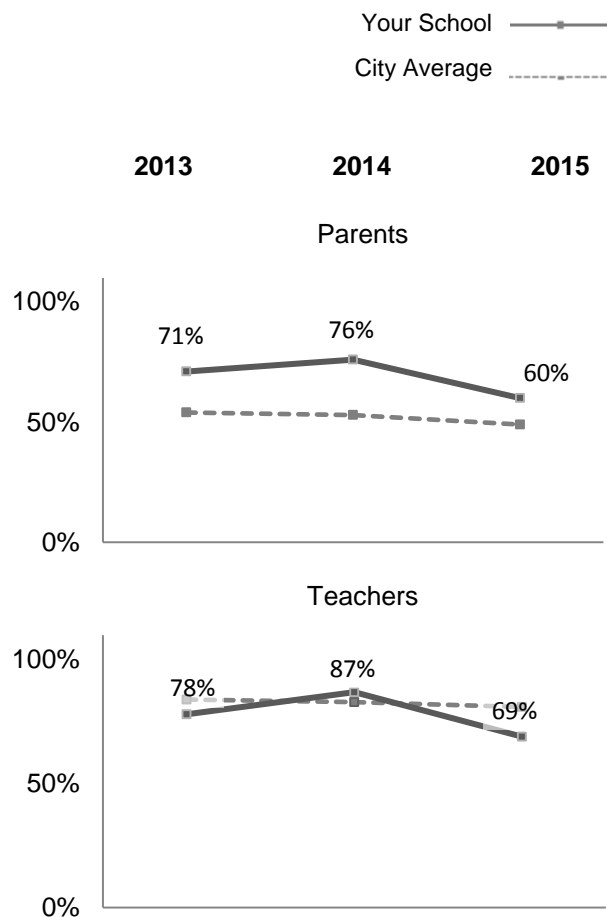 Your School
City Average
2013 2014 2015
Parents
100%
71% 76% 60%
50%
0%
Teachers
100%
78% 87% 69%
50%
0%